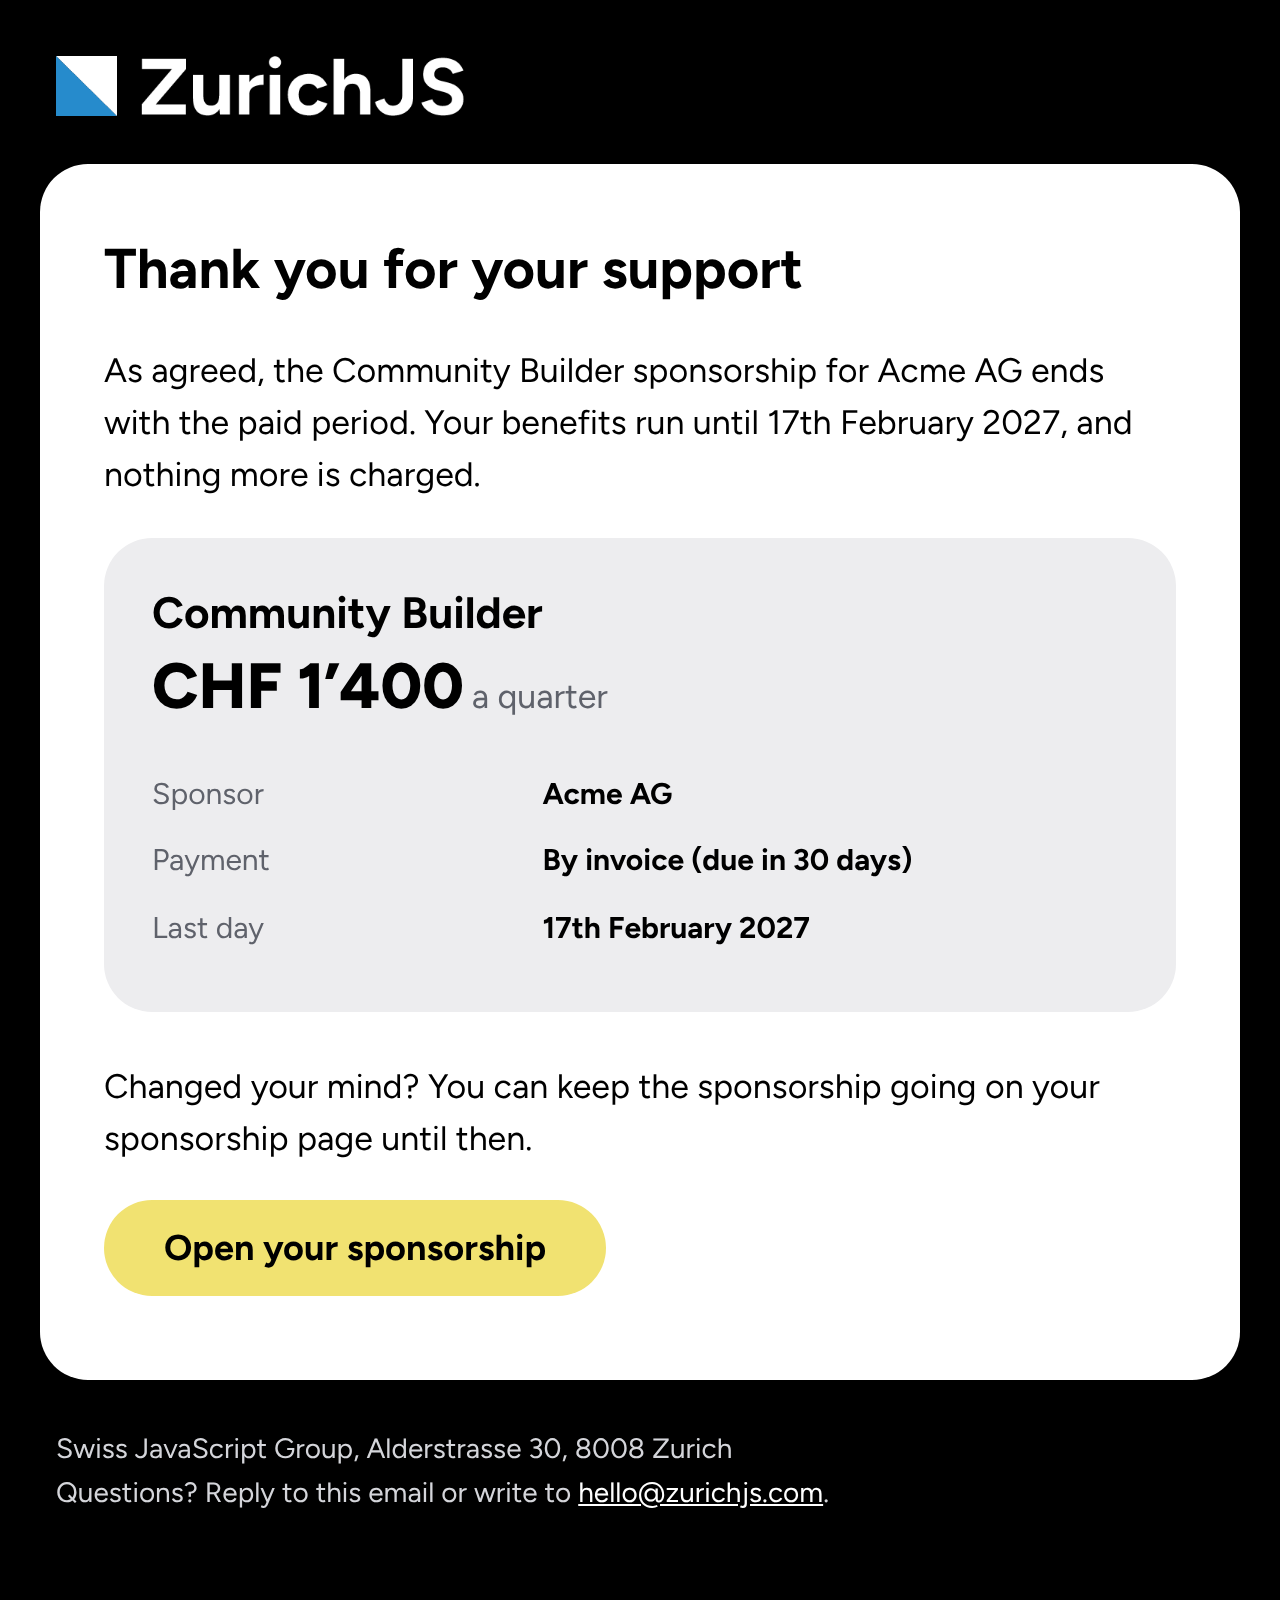 ZurichJS
Thank you for your support
As agreed, the Community Builder sponsorship for Acme AG ends
with the paid period. Your benefits run until 17th February 2027, and
nothing more is charged.
Community Builder
CHF 1’400 a quarter
Sponsor Acme AG
Payment By invoice (due in 30 days)
Last day 17th February 2027
Changed your mind? You can keep the sponsorship going on your
sponsorship page until then.
Open your sponsorship
Swiss JavaScript Group, Alderstrasse 30, 8008 Zurich
Questions? Reply to this email or write to hello@zurichjs.com.